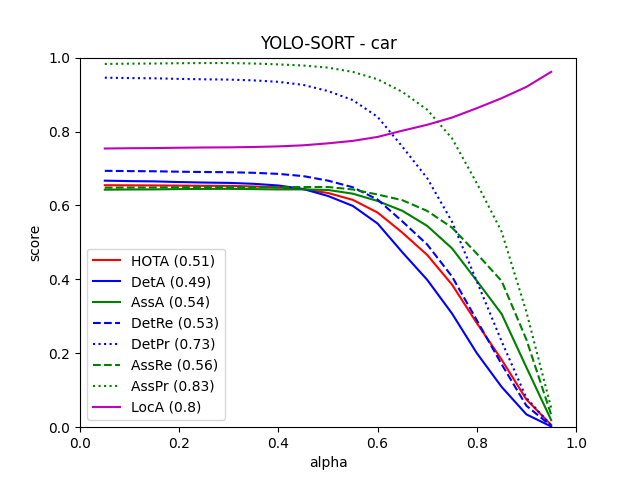 YOLO-SORT - car
1.0
0.8
0.6
0.4
0.2
0.0
score
HOTA (0.51)
DetA (0.49)
AssA (0.54)
DetRe (0.53)
DetPr (0.73)
AssRe (0.56)
AssPr (0.83)
LocA (0.8)
0.0 0.2 0.4 0.6 0.8 1.0
alpha